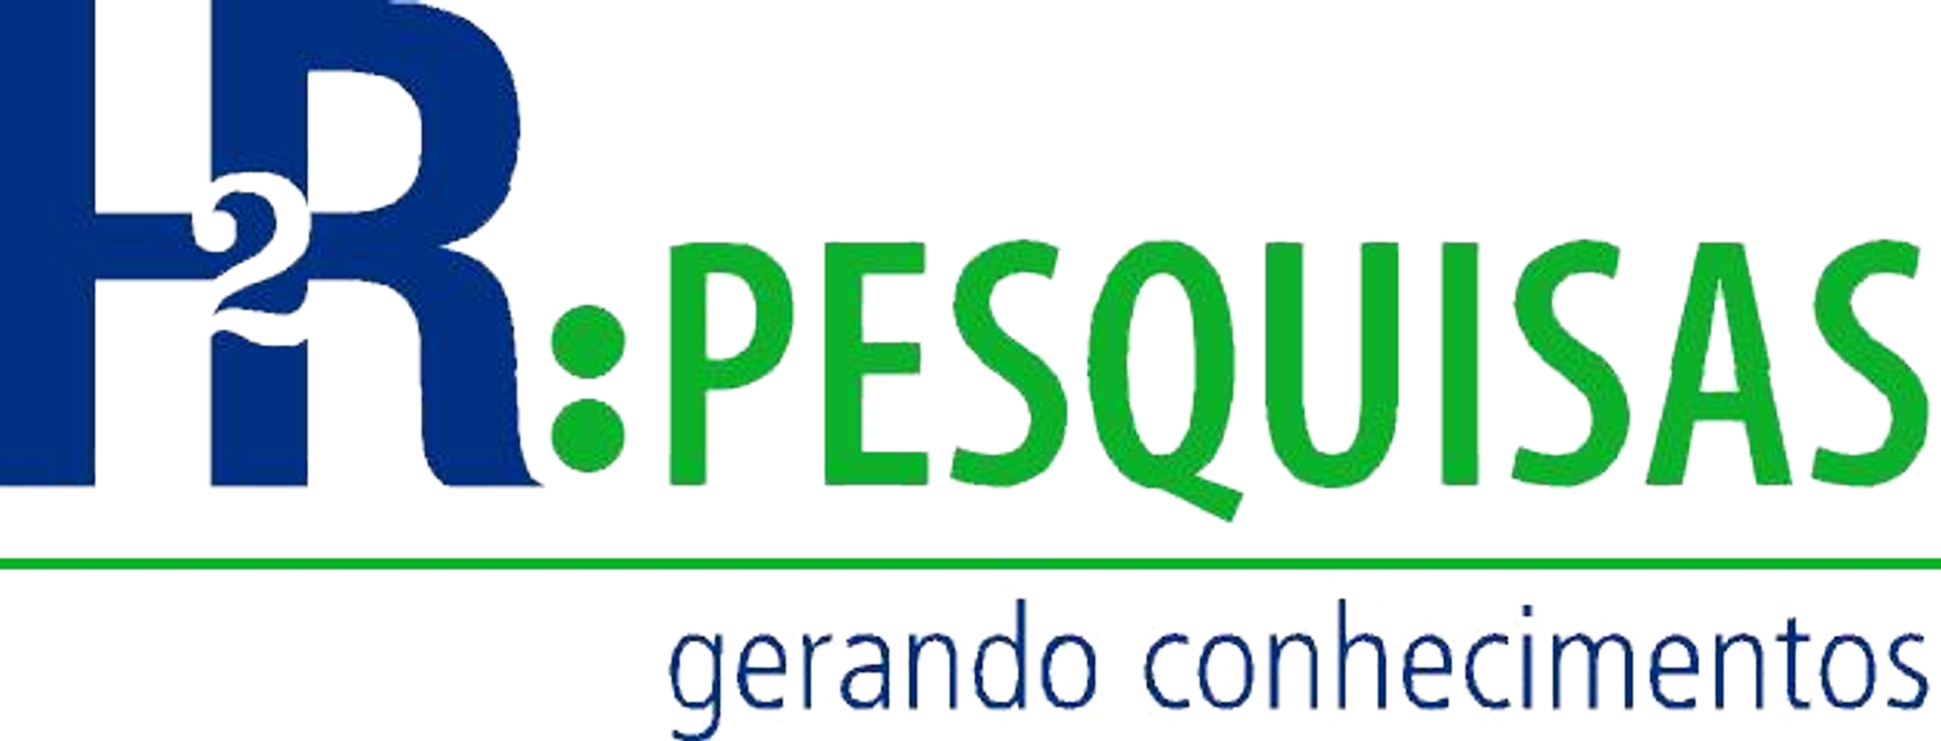 H2R:PESQUISAS
gerando conhecimentos